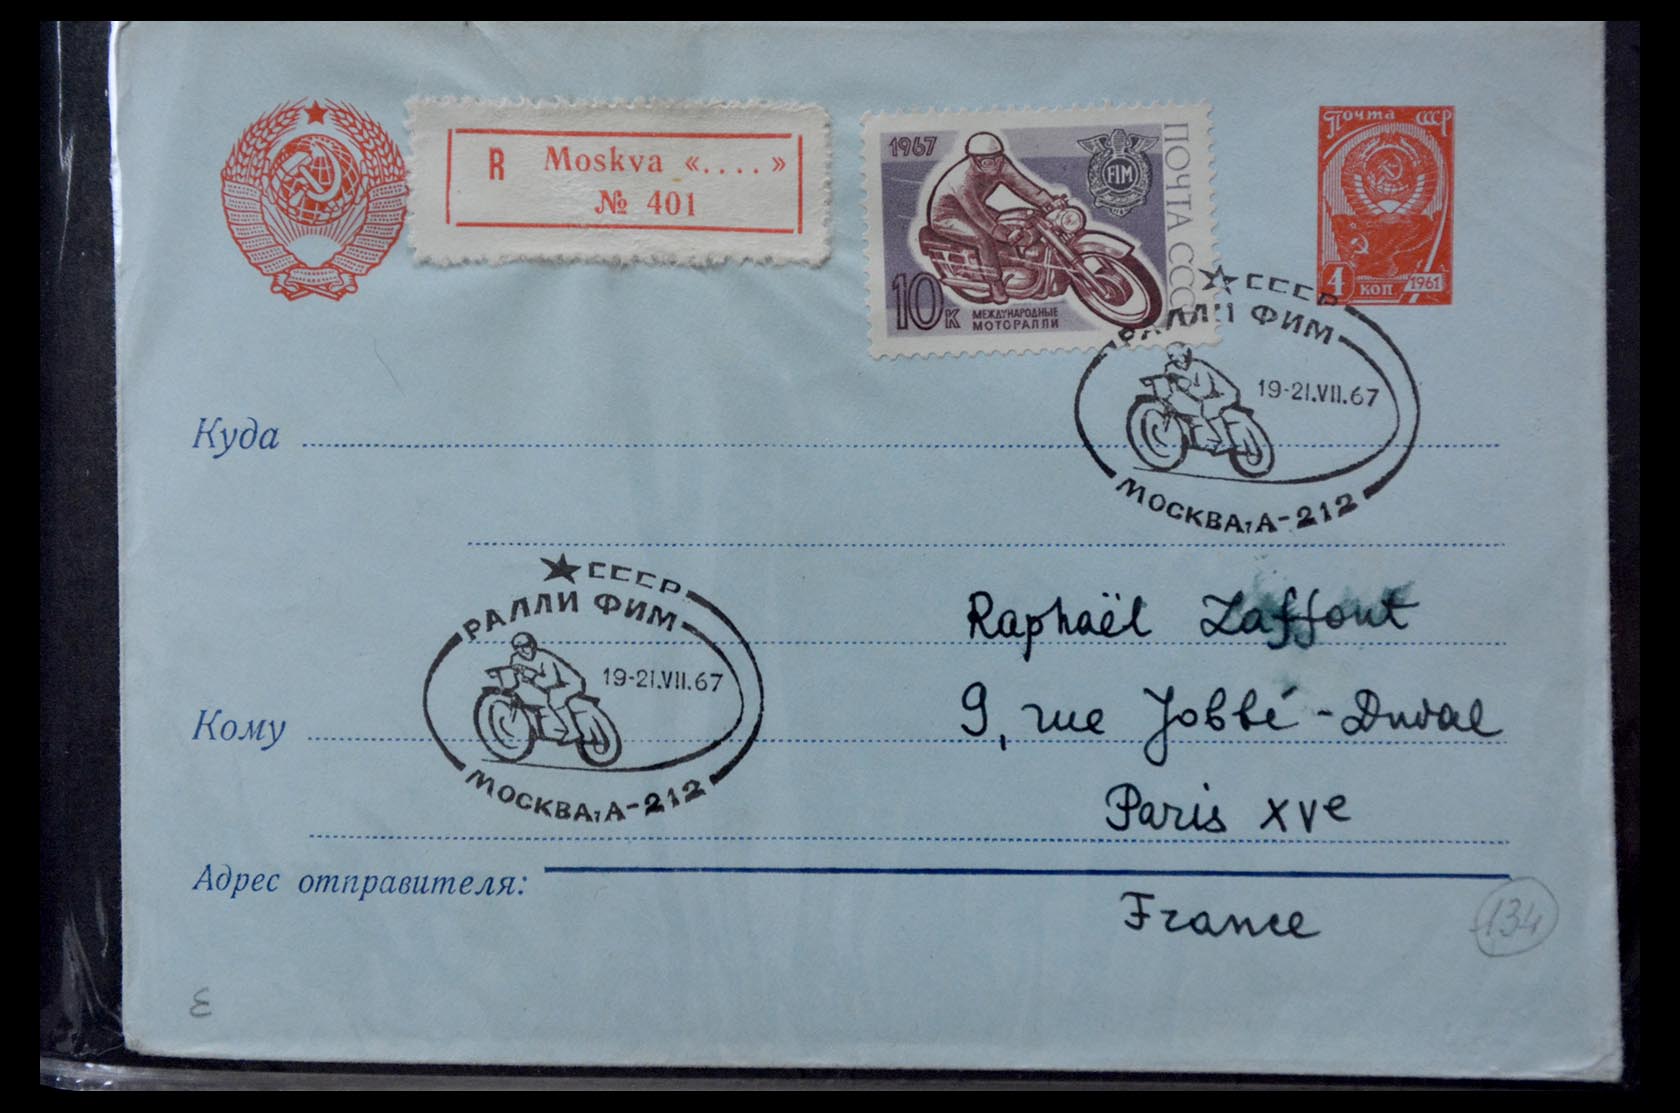 R Moskva «....»
№ 401
1967
FIM
ПОЧТА СССР
10К
МЕЖДУНАРОДНЫЕ
МОТОРАЛЛИ
Почта СССР
4 КОП 1961
СССР
РАЛЛИ ФИМ
19-21.VII.67
МОСКВА, А-212
Куда
СССР
РАЛЛИ ФИМ
19-21.VII.67
МОСКВА, А-212
Raphaël Laffont
Кому
9, rue Jobbé-Duval
Paris XVe
Адрес отправителя:
France
134